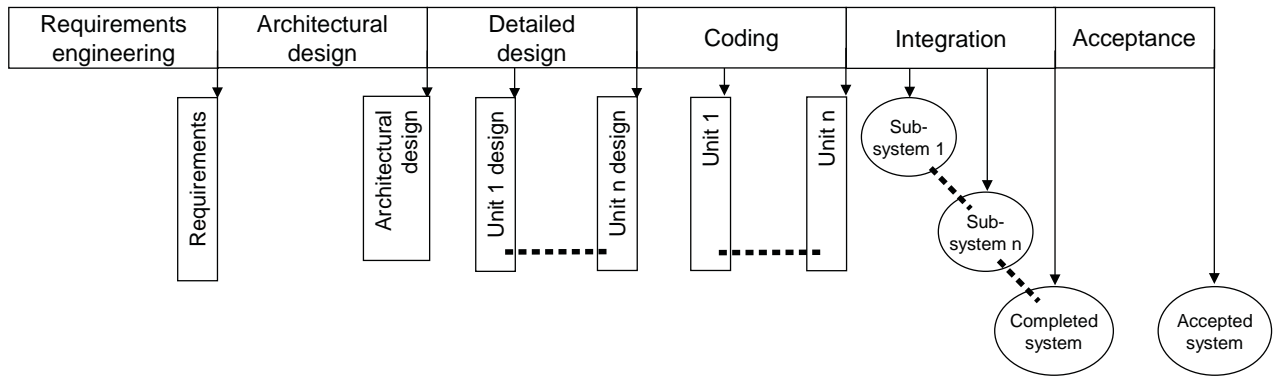 Requirements
engineering
Architectural
design
Detailed
design
Coding
Integration
Acceptance
Requirements
Architectural
design
Unit 1 design
Unit n design
Unit 1
Unit n
Sub-
system 1
Sub-
system n
Completed
system
Accepted
system